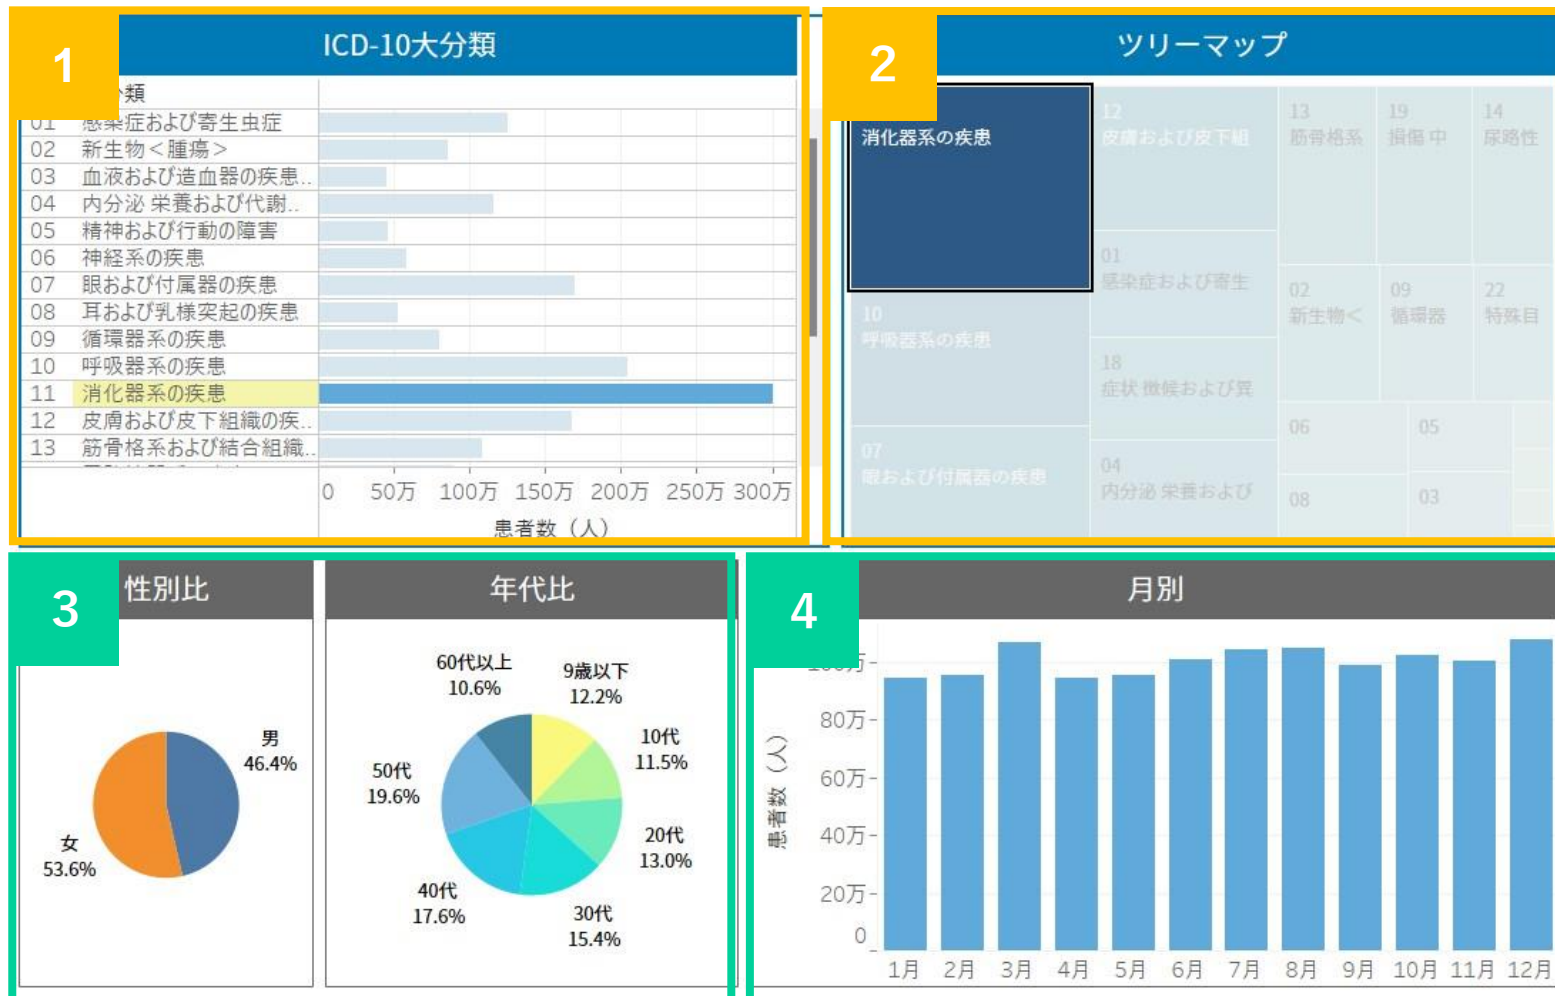 1
ICD-10大分類
分類
01 感染症および寄生虫症
02 新生物＜腫瘍＞
03 血液および造血器の疾患..
04 内分泌 栄養および代謝..
05 精神および行動の障害
06 神経系の疾患
07 眼および付属器の疾患
08 耳および乳様突起の疾患
09 循環器系の疾患
10 呼吸器系の疾患
11 消化器系の疾患
12 皮膚および皮下組織の疾..
13 筋骨格系および結合組織..
0 50万 100万 150万 200万 250万 300万
患者数（人）
2
ツリーマップ
消化器系の疾患
10
呼吸器系の疾患
07
眼および付属器の疾患
12
皮膚および皮下組
01
感染症および寄生
18
症状 徴候および異
04
内分泌 栄養および
13
筋骨格系
19
損傷 中
14
尿路性
02
新生物＜
09
循環器
22
特殊目
06
05
08
03
3
性別比
男
46.4%
女
53.6%
年代比
60代以上
10.6%
9歳以下
12.2%
10代
11.5%
20代
13.0%
30代
15.4%
40代
17.6%
50代
19.6%
4
月別
患者数（人）
100万
80万
60万
40万
20万
0
1月 2月 3月 4月 5月 6月 7月 8月 9月 10月 11月 12月